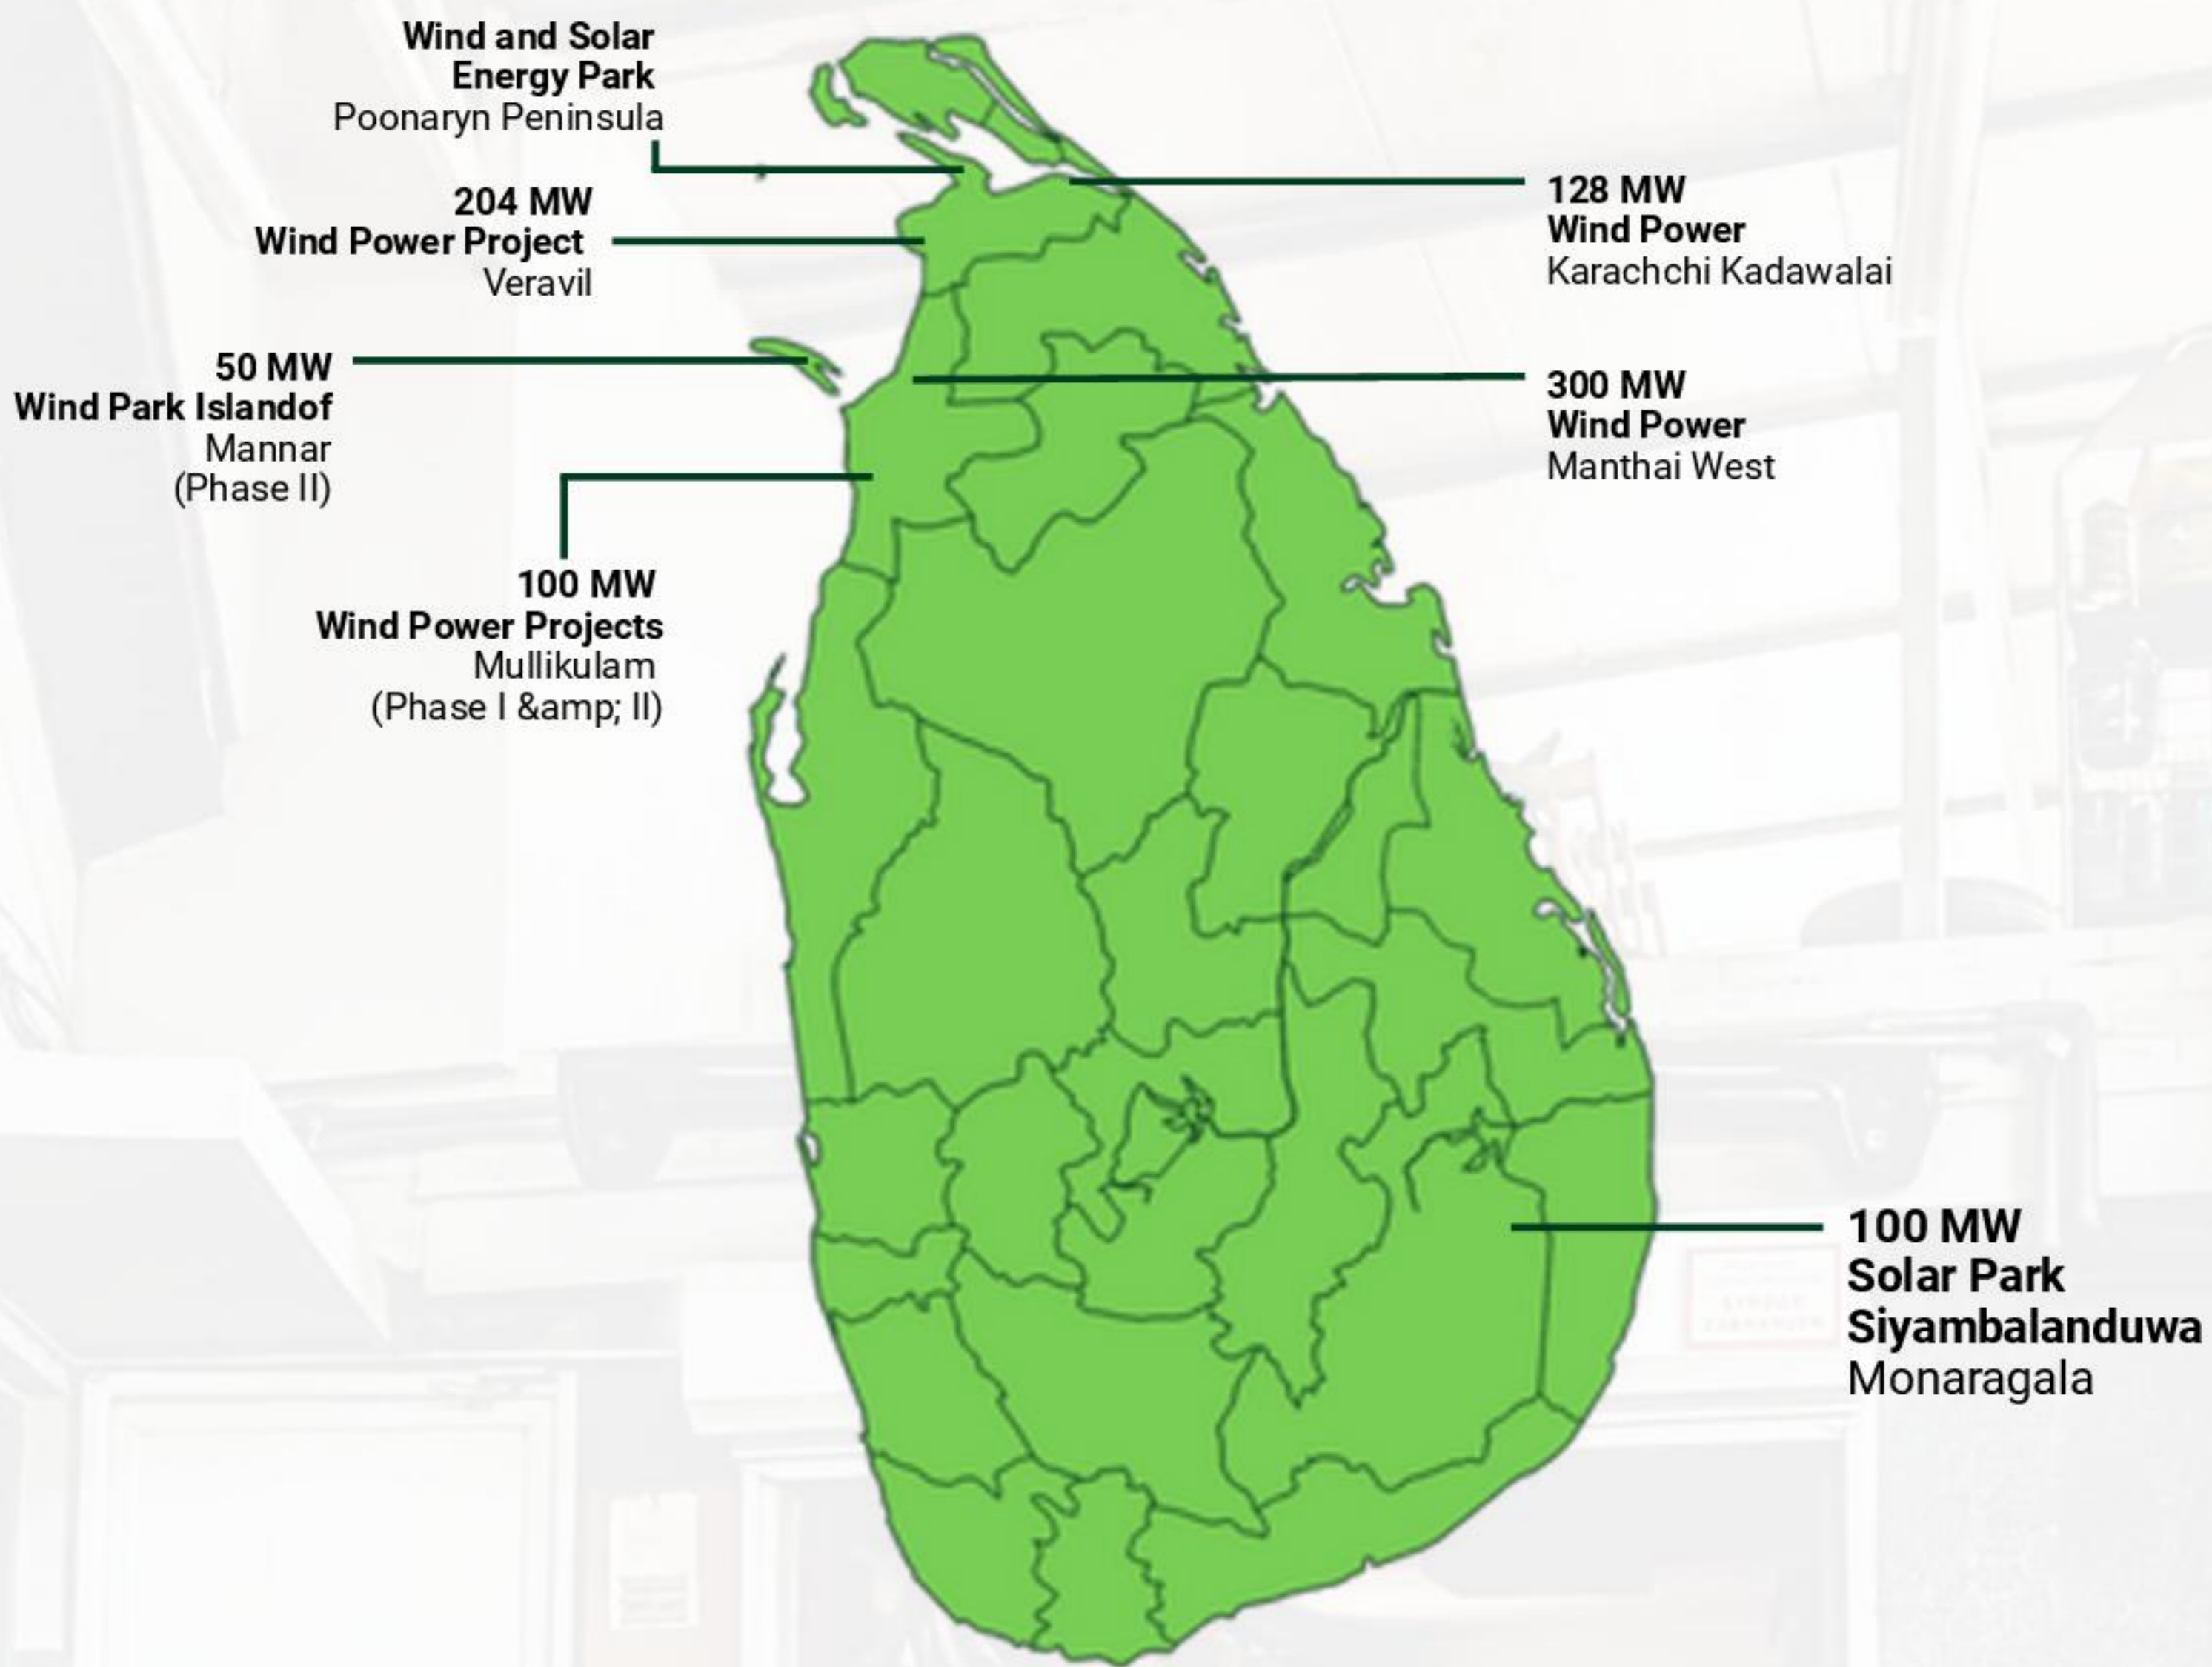 Wind and Solar
Energy Park
Poonaryn Peninsula
204 MW
Wind Power Project
Veravil
50 MW
Wind Park Islandof
Mannar
(Phase II)
100 MW
Wind Power Projects
Mullikulam
(Phase I &amp; II)
128 MW
Wind Power
Karachchi Kadawalai
300 MW
Wind Power
Manthai West
100 MW
Solar Park
Siyambalanduwa
Monaragala